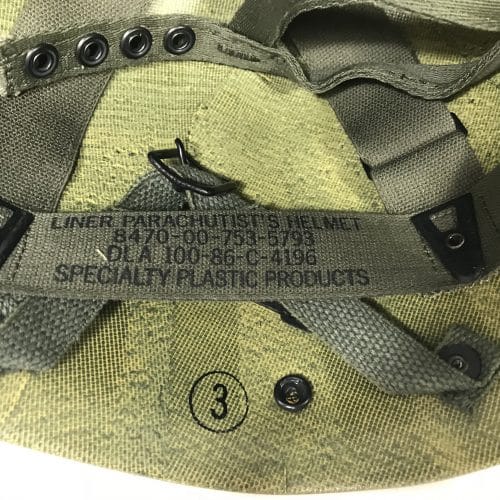 LINER PARACHUTIST'S HELMET
8470-00-753-5793
DLA 100-86-C-4196
SPECIALTY PLASTIC PRODUCTS
3